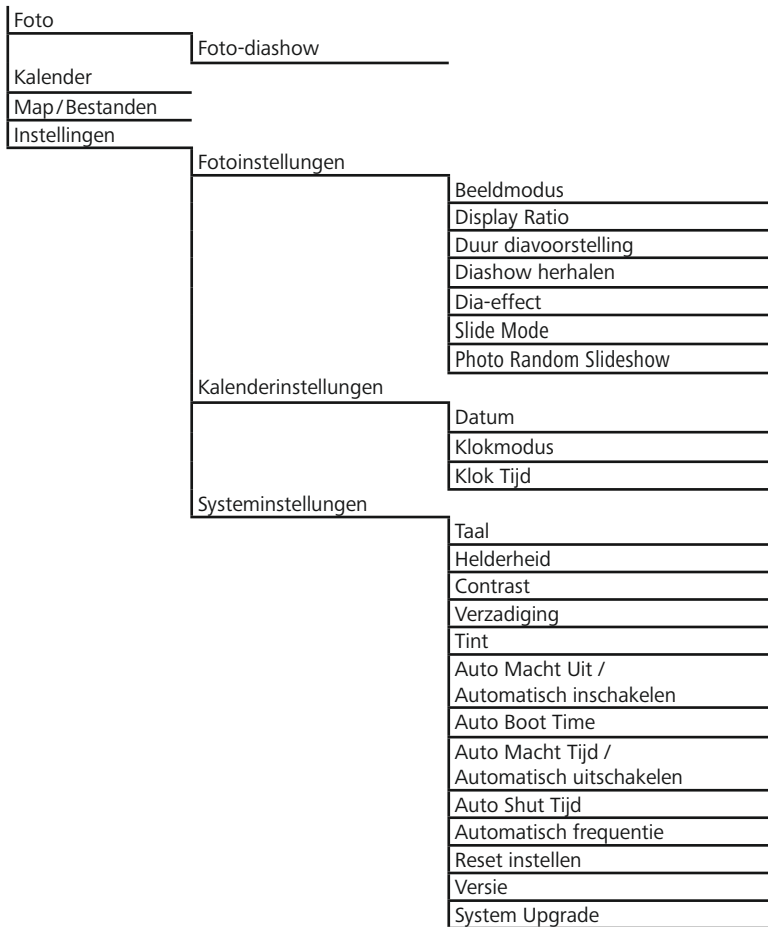 Foto
Foto-diashow
Kalender
Map/Bestanden
Instellingen
Fotoinstellungen
Beeldmodus
Display Ratio
Duur diavoorstelling
Diashow herhalen
Dia-effect
Slide Mode
Photo Random Slideshow
Kalenderinstellungen
Datum
Klokmodus
Klok Tijd
Systeminstellungen
Taal
Helderheid
Contrast
Verzadiging
Tint
Auto Macht Uit /
Automatisch inschakelen
Auto Boot Time
Auto Macht Tijd /
Automatisch uitschakelen
Auto Shut Tijd
Automatisch frequentie
Reset instellen
Versie
System Upgrade